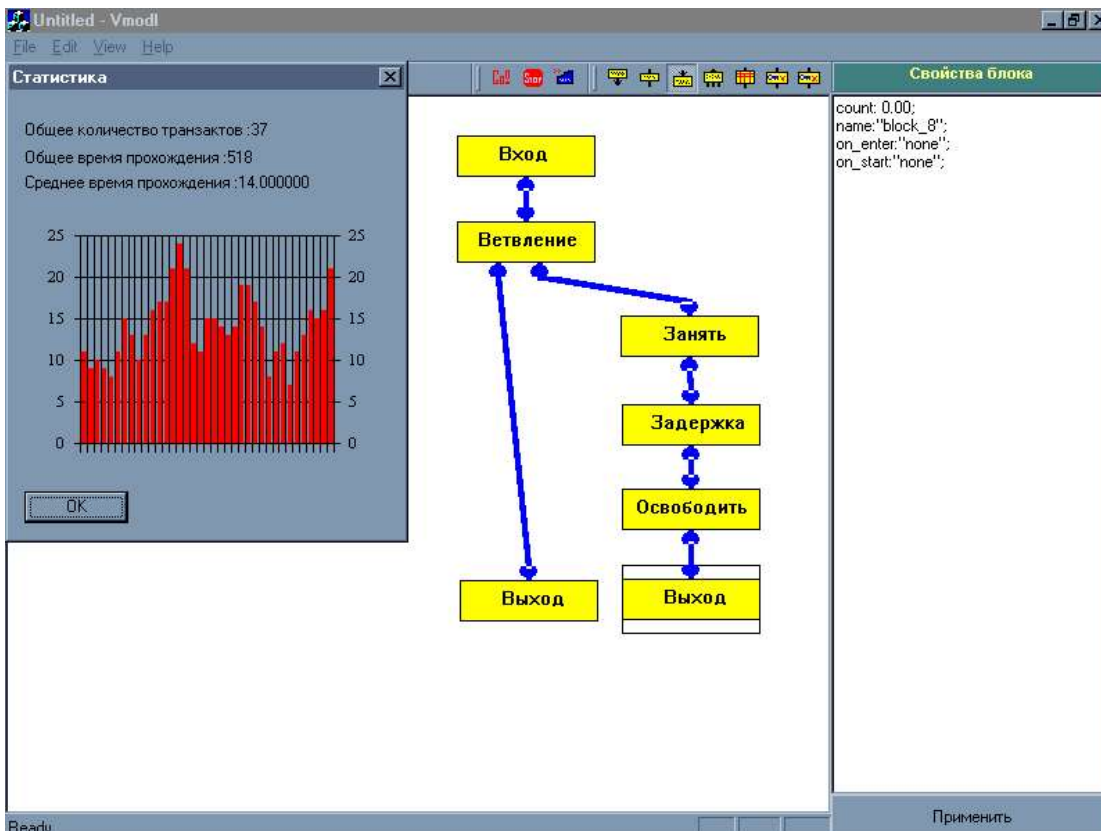 Untitled - Vmodl
File Edit View Help
Статистика
Общее количество транзактов :37
Общее время прохождения :518
Среднее время прохождения :14.000000
25 25
20 20
15 15
10 10
5 5
0 0
OK
Stop
Вход
Ветвление
Занять
Задержка
Освободить
Выход
Выход
Свойства блока
count: 0.00;
name:"block_8";
on_enter:"none";
on_start:"none";
Применить
Ready